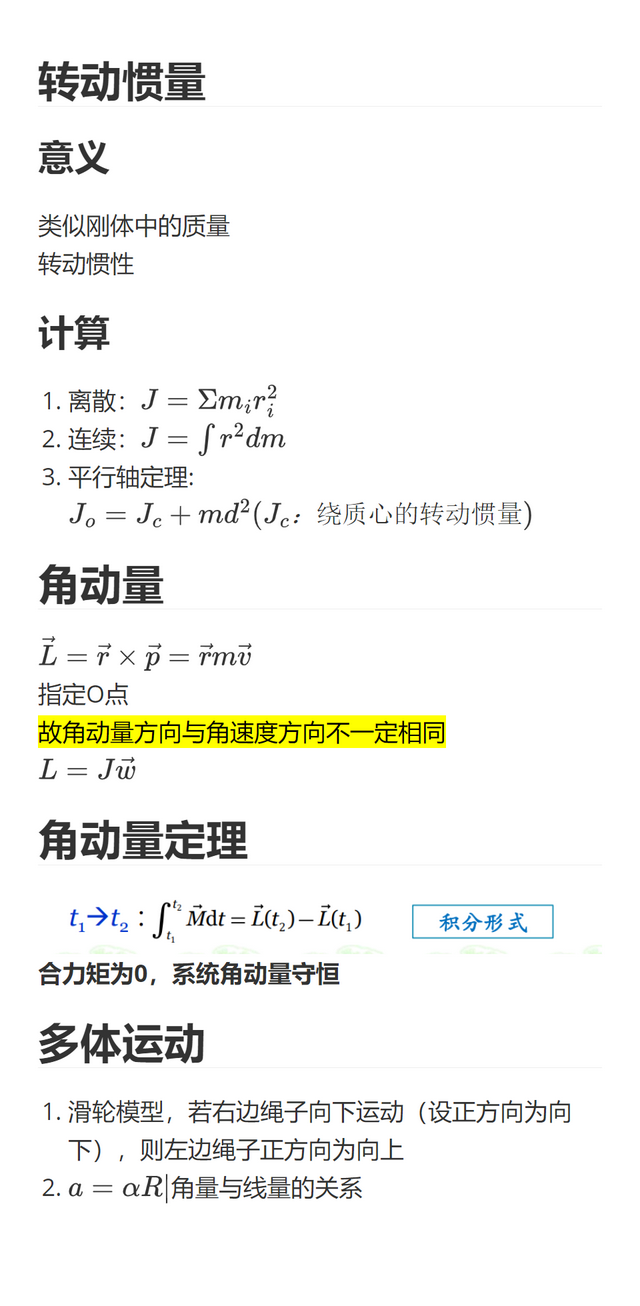 转动惯量
意义
类似刚体中的质量
转动惯性
计算
1. 离散：J = Σm_i r_i^2
2. 连续：J = ∫ r^2 dm
3. 平行轴定理:
J_o = J_c + md^2(J_c：绕质心的转动惯量)
角动量
\vec{L} = \vec{r} × \vec{p} = \vec{r}m\vec{v}
指定O点
故角动量方向与角速度方向不一定相同
L = J\vec{w}
角动量定理
t_1→t_2 : ∫_{t_1}^{t_2} \vec{M}dt = \vec{L}(t_2) − \vec{L}(t_1) 积分形式
合力矩为0，系统角动量守恒
多体运动
1. 滑轮模型，若右边绳子向下运动（设正方向为向
下），则左边绳子正方向为向上
2. a = αR|角量与线量的关系